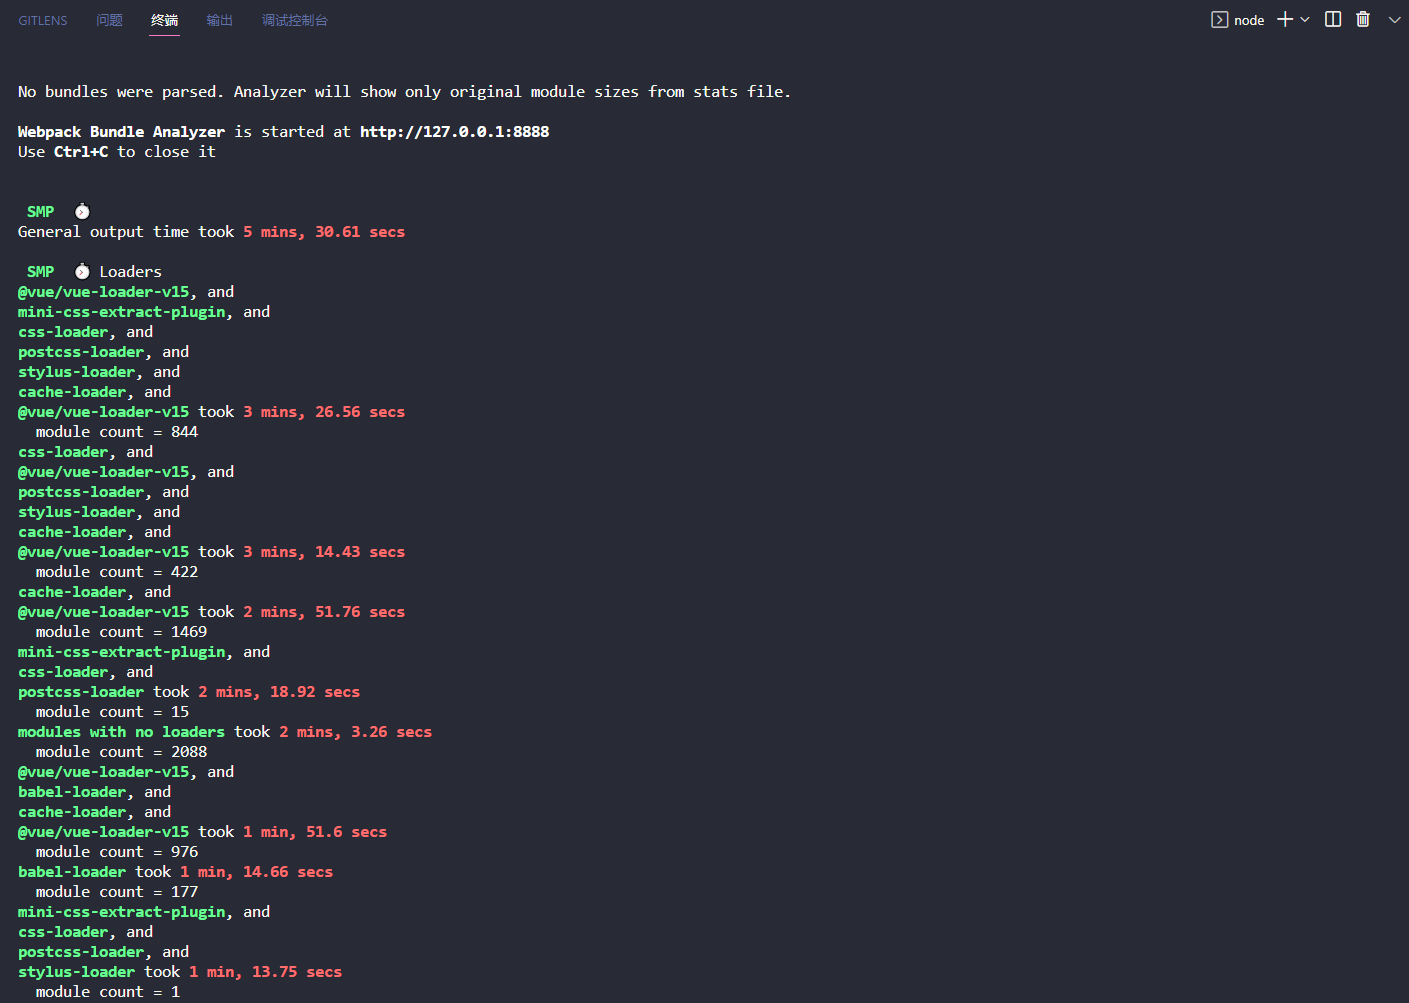 GITLENS 问题 终端 输出 调试控制台 node
No bundles were parsed. Analyzer will show only original module sizes from stats file.
Webpack Bundle Analyzer is started at http://127.0.0.1:8888
Use Ctrl+C to close it
SMP ⏱
General output time took 5 mins, 30.61 secs
SMP ⏱ Loaders
@vue/vue-loader-v15, and
mini-css-extract-plugin, and
css-loader, and
postcss-loader, and
stylus-loader, and
cache-loader, and
@vue/vue-loader-v15 took 3 mins, 26.56 secs
module count = 844
css-loader, and
@vue/vue-loader-v15, and
postcss-loader, and
stylus-loader, and
cache-loader, and
@vue/vue-loader-v15 took 3 mins, 14.43 secs
module count = 422
cache-loader, and
@vue/vue-loader-v15 took 2 mins, 51.76 secs
module count = 1469
mini-css-extract-plugin, and
css-loader, and
postcss-loader took 2 mins, 18.92 secs
module count = 15
modules with no loaders took 2 mins, 3.26 secs
module count = 2088
@vue/vue-loader-v15, and
babel-loader, and
cache-loader, and
@vue/vue-loader-v15 took 1 min, 51.6 secs
module count = 976
babel-loader took 1 min, 14.66 secs
module count = 177
mini-css-extract-plugin, and
css-loader, and
postcss-loader, and
stylus-loader took 1 min, 13.75 secs
module count = 1